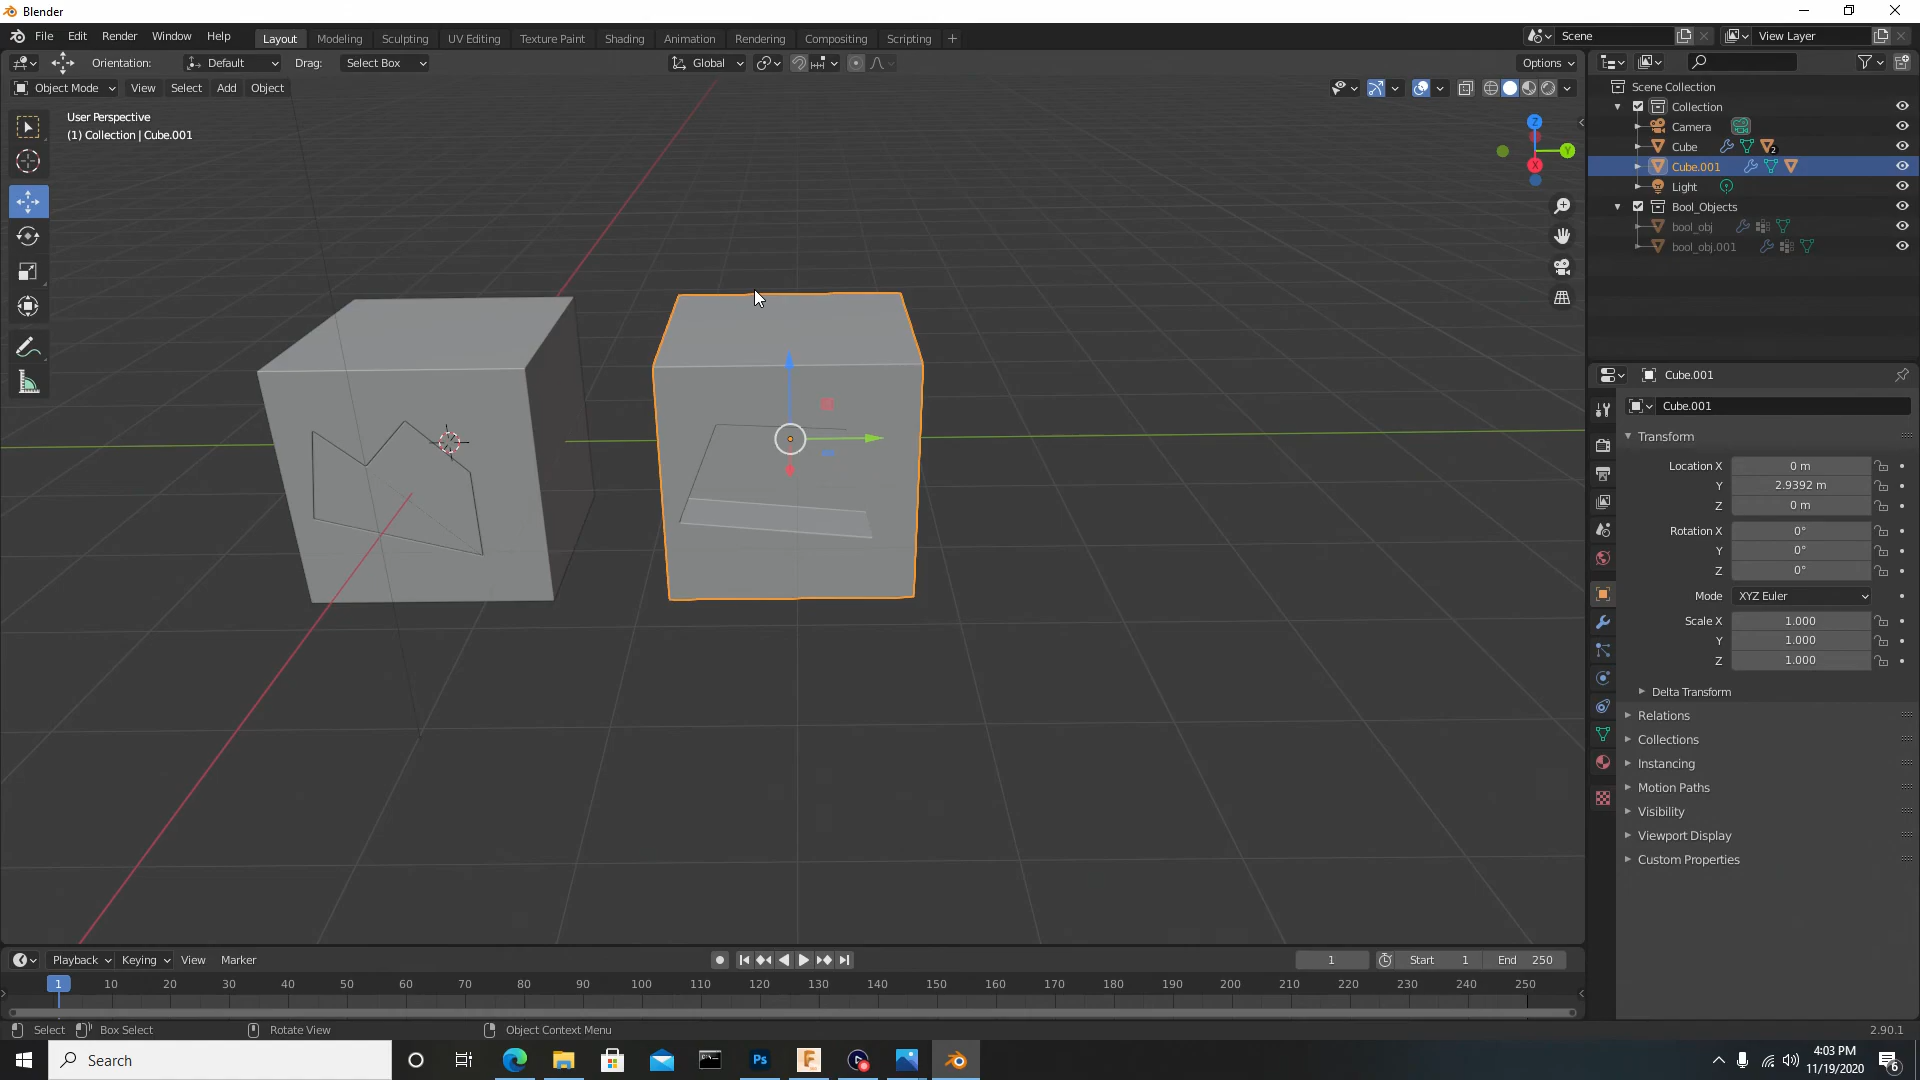 Blender
File Edit Render Window Help
Layout Modeling Sculpting UV Editing Texture Paint Shading Animation Rendering Compositing Scripting +
Scene View Layer
Orientation: Default Drag: Select Box Global Options
Object Mode View Select Add Object
User Perspective
(1) Collection | Cube.001
Z
Y
X
Scene Collection
Collection
Camera
Cube 2
Cube.001
Light
Bool_Objects
bool_obj
bool_obj.001
Cube.001
Cube.001
Transform
Location X 0 m
Y 2.9392 m
Z 0 m
Rotation X 0°
Y 0°
Z 0°
Mode XYZ Euler
Scale X 1.000
Y 1.000
Z 1.000
Delta Transform
Relations
Collections
Instancing
Motion Paths
Visibility
Viewport Display
Custom Properties
Playback Keying View Marker 1 Start 1 End 250
1 10 20 30 40 50 60 70 80 90 100 110 120 130 140 150 160 170 180 190 200 210 220 230 240 250
Select Box Select Rotate View Object Context Menu 2.90.1
Search Ps F 4:03 PM
11/19/2020 6